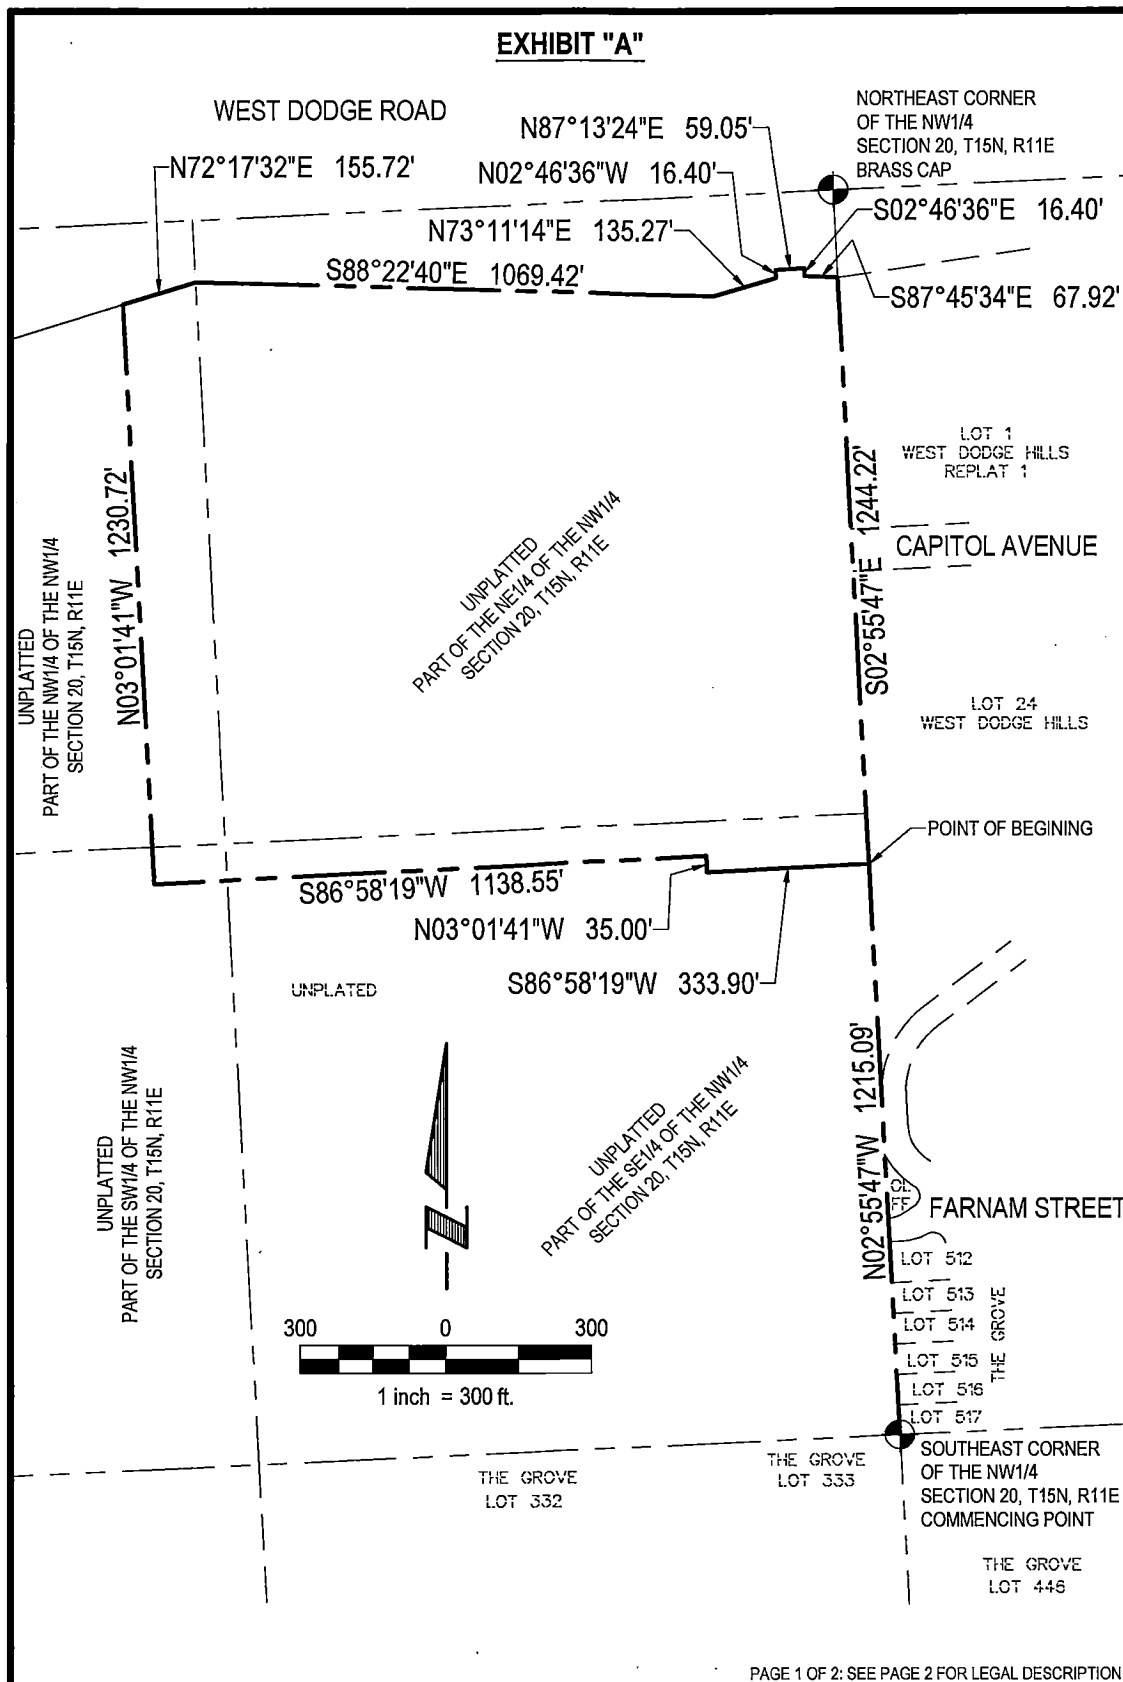 EXHIBIT "A"
WEST DODGE ROAD
NORTHEAST CORNER
OF THE NW1/4
SECTION 20, T15N, R11E
BRASS CAP
N87°13'24"E 59.05'
N72°17'32"E 155.72'
N02°46'36"W 16.40'
S02°46'36"E 16.40'
N73°11'14"E 135.27'
S88°22'40"E 1069.42'
S87°45'34"E 67.92'
LOT 1
WEST DODGE HILLS
REPLAT 1
N03°01'41"W 1230.72'
S02°55'47"E 1244.22'
CAPITOL AVENUE
UNPLATTED
PART OF THE NE1/4 OF THE NW1/4
SECTION 20, T15N, R11E
UNPLATTED
PART OF THE NW1/4 OF THE NW1/4
SECTION 20, T15N, R11E
LOT 24
WEST DODGE HILLS
POINT OF BEGINING
S86°58'19"W 1138.55'
N03°01'41"W 35.00'
S86°58'19"W 333.90'
UNPLATED
N02°55'47"W 1215.09'
UNPLATTED
PART OF THE SW1/4 OF THE NW1/4
SECTION 20, T15N, R11E
UNPLATTED
PART OF THE SE1/4 OF THE NW1/4
SECTION 20, T15N, R11E
OL
FF
FARNAM STREET
LOT 512
LOT 513
LOT 514
LOT 515
LOT 516
LOT 517
THE GROVE
300 0 300
1 inch = 300 ft.
THE GROVE
LOT 332
THE GROVE
LOT 333
SOUTHEAST CORNER
OF THE NW1/4
SECTION 20, T15N, R11E
COMMENCING POINT
THE GROVE
LOT 446
PAGE 1 OF 2: SEE PAGE 2 FOR LEGAL DESCRIPTION